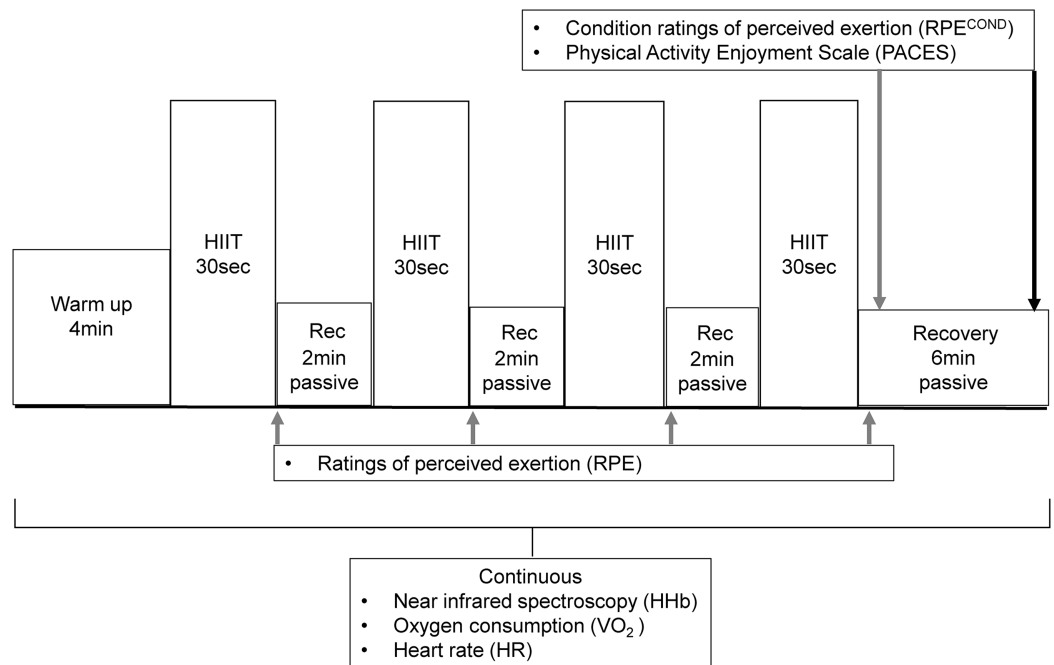 • Condition ratings of perceived exertion (RPE^COND)
• Physical Activity Enjoyment Scale (PACES)
Warm up
4min
HIIT
30sec
Rec
2min
passive
HIIT
30sec
Rec
2min
passive
HIIT
30sec
Rec
2min
passive
HIIT
30sec
Recovery
6min
passive
• Ratings of perceived exertion (RPE)
Continuous
• Near infrared spectroscopy (HHb)
• Oxygen consumption (VO₂ )
• Heart rate (HR)